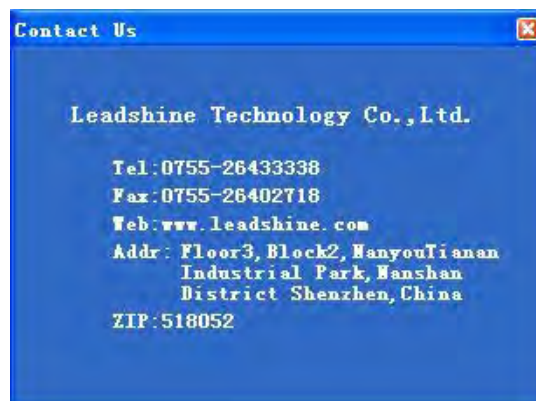 Contact Us
Leadshine Technology Co.,Ltd.
Tel:0755-26433338
Fax:0755-26402718
Web:www.leadshine.com
Addr: Floor3,Block2,NanyouTianan
Industrial Park,Nanshan
District Shenzhen,China
ZIP:518052